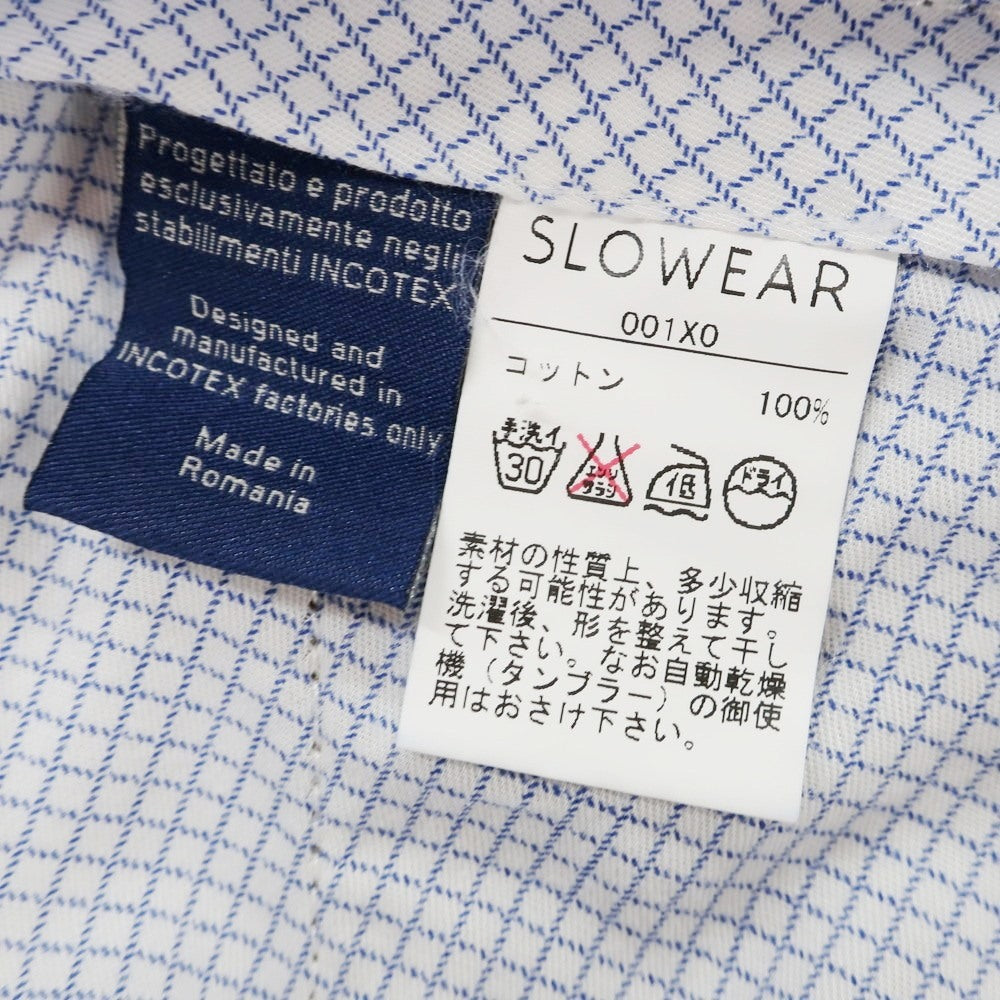 Progettato e prodotto
esclusivamente negli
stabilimenti INCOTEX
Designed and
manufactured in
INCOTEX factories only
Made in
Romania
SLOWEAR
001X0
コットン 100%
手洗イ
30
エンソ
サラシ
低
ドライ
素材の性質上、多少収縮
する可能性があります。
洗濯後、形を整えて干し
て下さい。なお自動乾燥
機(タンブラー)の御使
用はおさけ下さい。